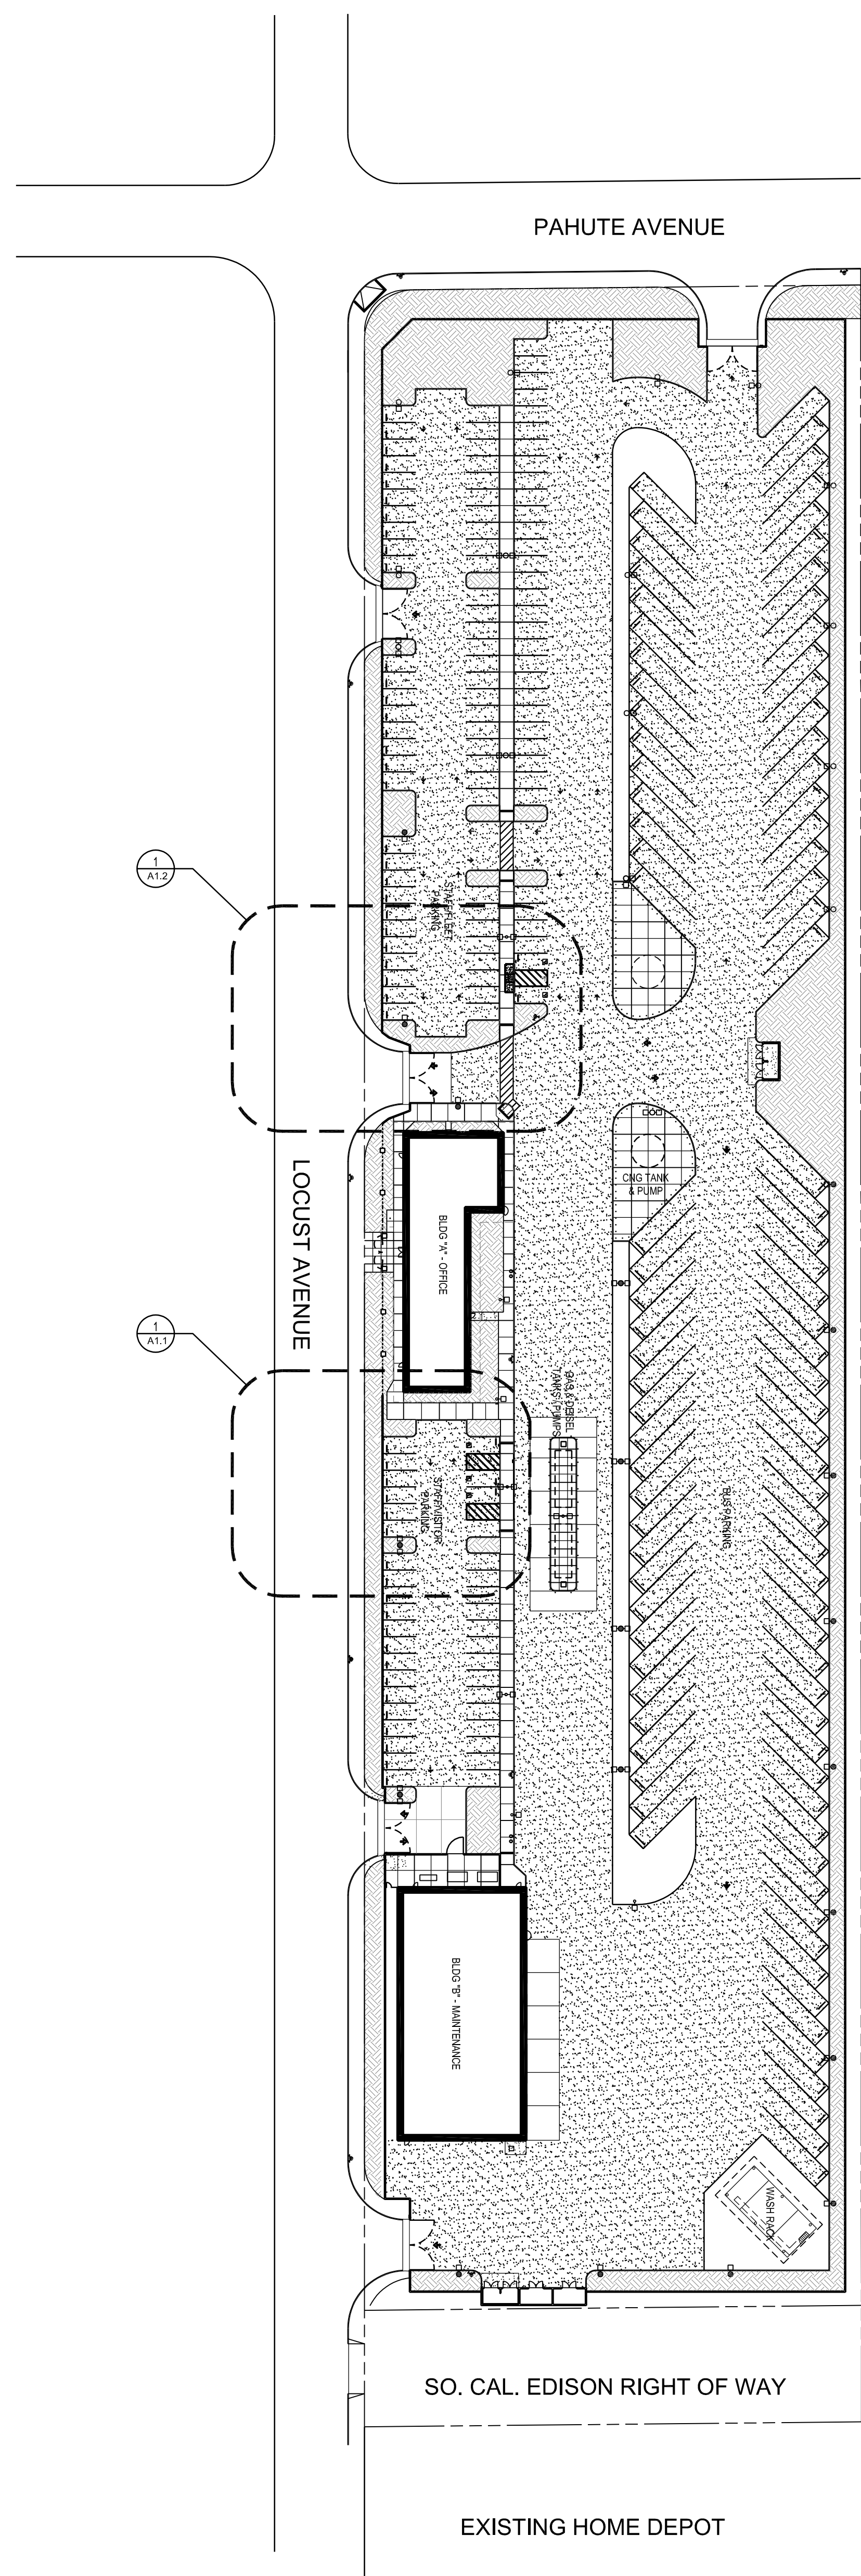 PAHUTE AVENUE
1
A1.2
STAFF/FLEET
PARKING
CNG TANK
& PUMP
LOCUST AVENUE
BLDG "A" - OFFICE
1
A1.1
GAS & DEISEL
TANKS / PUMPS
STAFF/VISITOR
PARKING
BUS PARKING
BLDG "B" - MAINTENANCE
WASH RACK
SO. CAL. EDISON RIGHT OF WAY
EXISTING HOME DEPOT